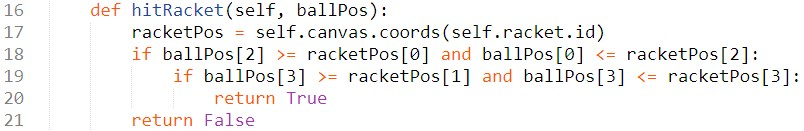 16 def hitRacket(self, ballPos):
17 racketPos = self.canvas.coords(self.racket.id)
18 if ballPos[2] >= racketPos[0] and ballPos[0] <= racketPos[2]:
19 if ballPos[3] >= racketPos[1] and ballPos[3] <= racketPos[3]:
20 return True
21 return False